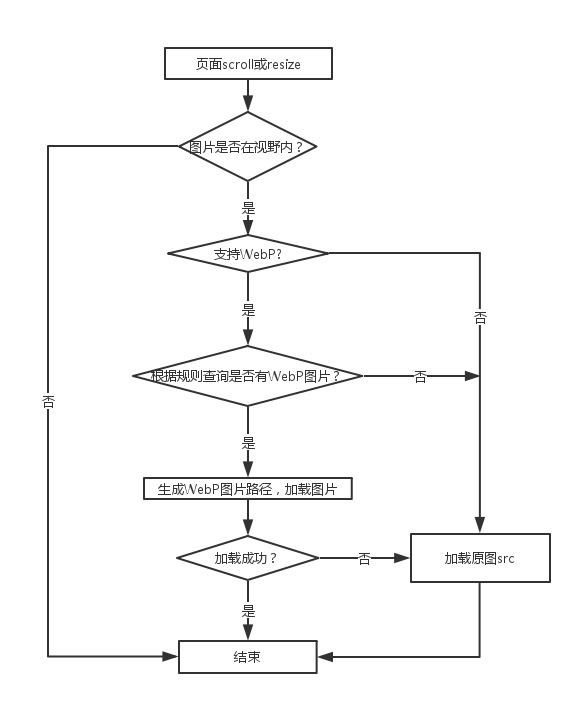 页面scroll或resize
图片是否在视野内？
是
支持WebP?
否
是
根据规则查询是否有WebP图片？
否
否
是
生成WebP图片路径，加载图片
加载成功？
否
加载原图src
是
结束